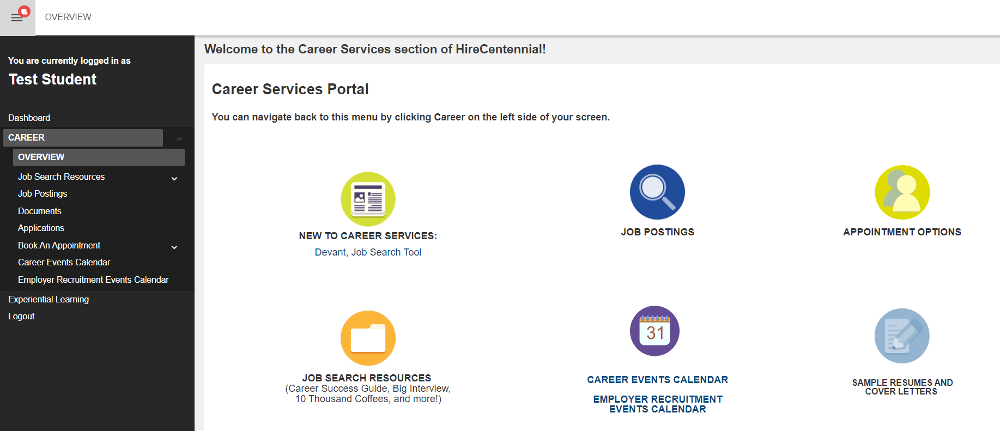 OVERVIEW
You are currently logged in as
Test Student
Dashboard
CAREER
OVERVIEW
Job Search Resources
Job Postings
Documents
Applications
Book An Appointment
Career Events Calendar
Employer Recruitment Events Calendar
Experiential Learning
Logout
Welcome to the Career Services section of HireCentennial!
Career Services Portal
You can navigate back to this menu by clicking Career on the left side of your screen.
NEW TO CAREER SERVICES:
Devant, Job Search Tool
JOB POSTINGS
APPOINTMENT OPTIONS
JOB SEARCH RESOURCES
(Career Success Guide, Big Interview,
10 Thousand Coffees, and more!)
31
CAREER EVENTS CALENDAR
EMPLOYER RECRUITMENT
EVENTS CALENDAR
SAMPLE RESUMES AND
COVER LETTERS